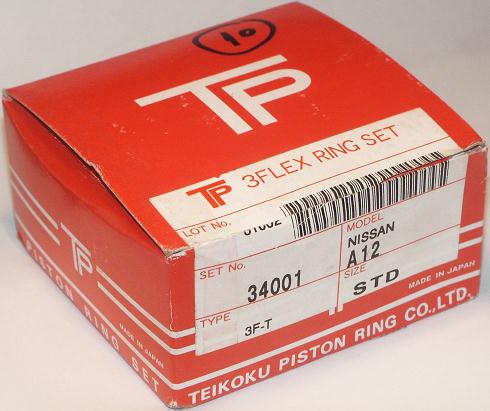 10
TP
TP 3FLEX RING SET
LOT No.
SET No.
34001
MODEL
NISSAN
A12
TYPE
3F-T
SIZE
STD
MADE IN JAPAN
TEIKOKU PISTON RING CO.,LTD.
TP
MADE IN JAPAN
PISTON RING SET